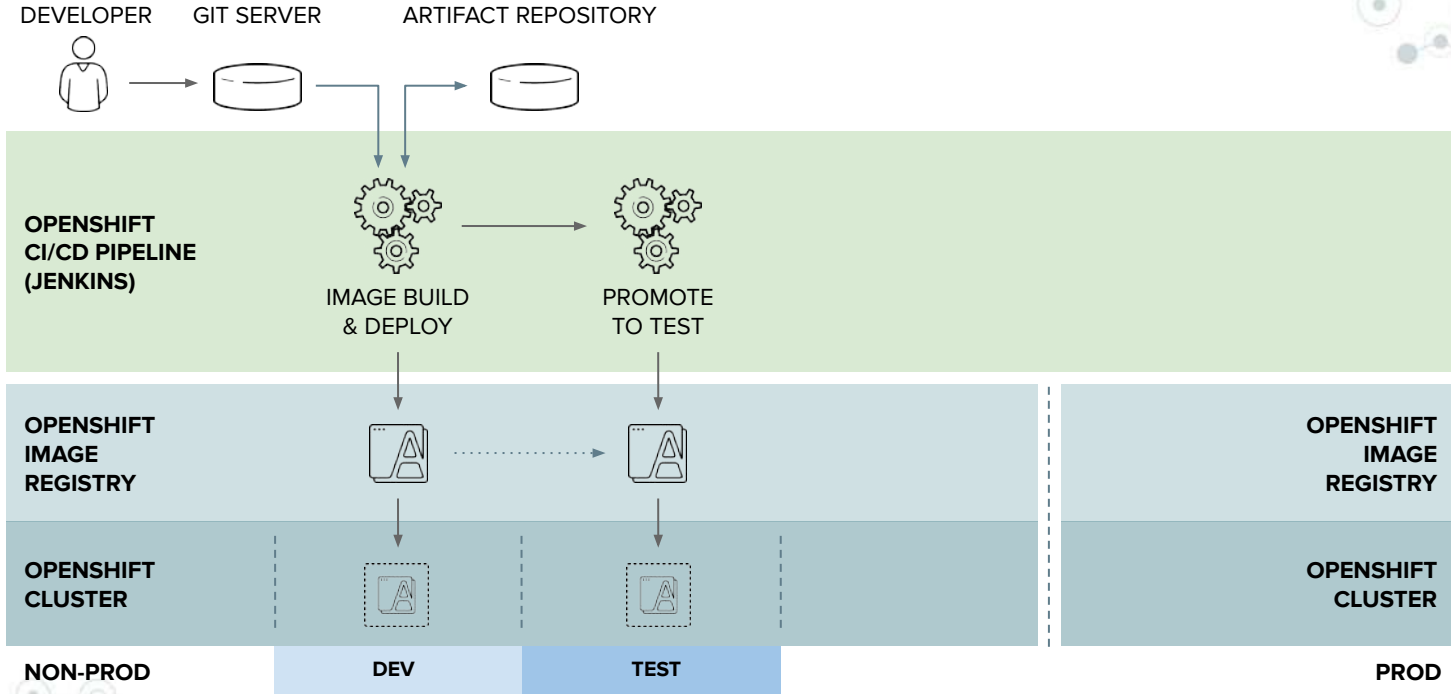 DEVELOPER
GIT SERVER
ARTIFACT REPOSITORY
OPENSHIFT
CI/CD PIPELINE
(JENKINS)
IMAGE BUILD
& DEPLOY
PROMOTE
TO TEST
OPENSHIFT
IMAGE
REGISTRY
OPENSHIFT
IMAGE
REGISTRY
OPENSHIFT
CLUSTER
OPENSHIFT
CLUSTER
NON-PROD
DEV
TEST
PROD